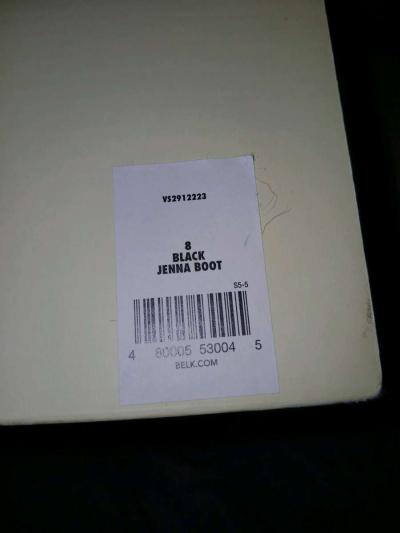 VS2912223
8
BLACK
JENNA BOOT
S5-5
4 80005 53004 5
BELK.COM